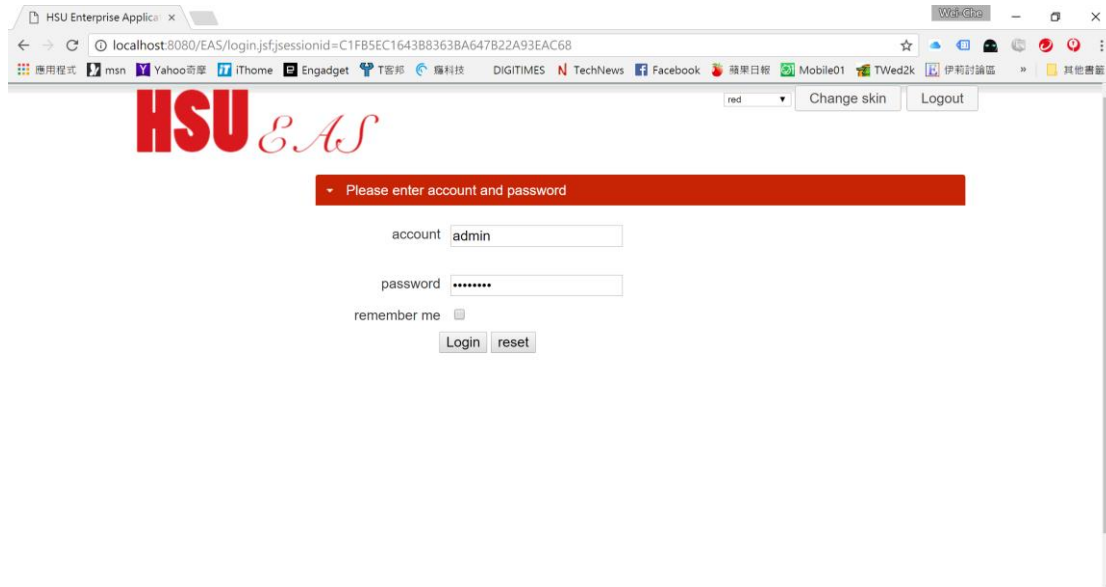 HSU Enterprise Applicat
Wei-Che
localhost:8080/EAS/login.jsf;jsessionid=C1FB5EC1643B8363BA647B22A93EAC68
應用程式 msn Yahoo奇摩 iThome Engadget T客邦 癮科技 DIGITIMES TechNews Facebook 蘋果日報 Mobile01 TWed2k 伊莉討論區 » 其他書籤
HSU EAS
red Change skin Logout
Please enter account and password
account admin
password ••••••••
remember me
Login reset